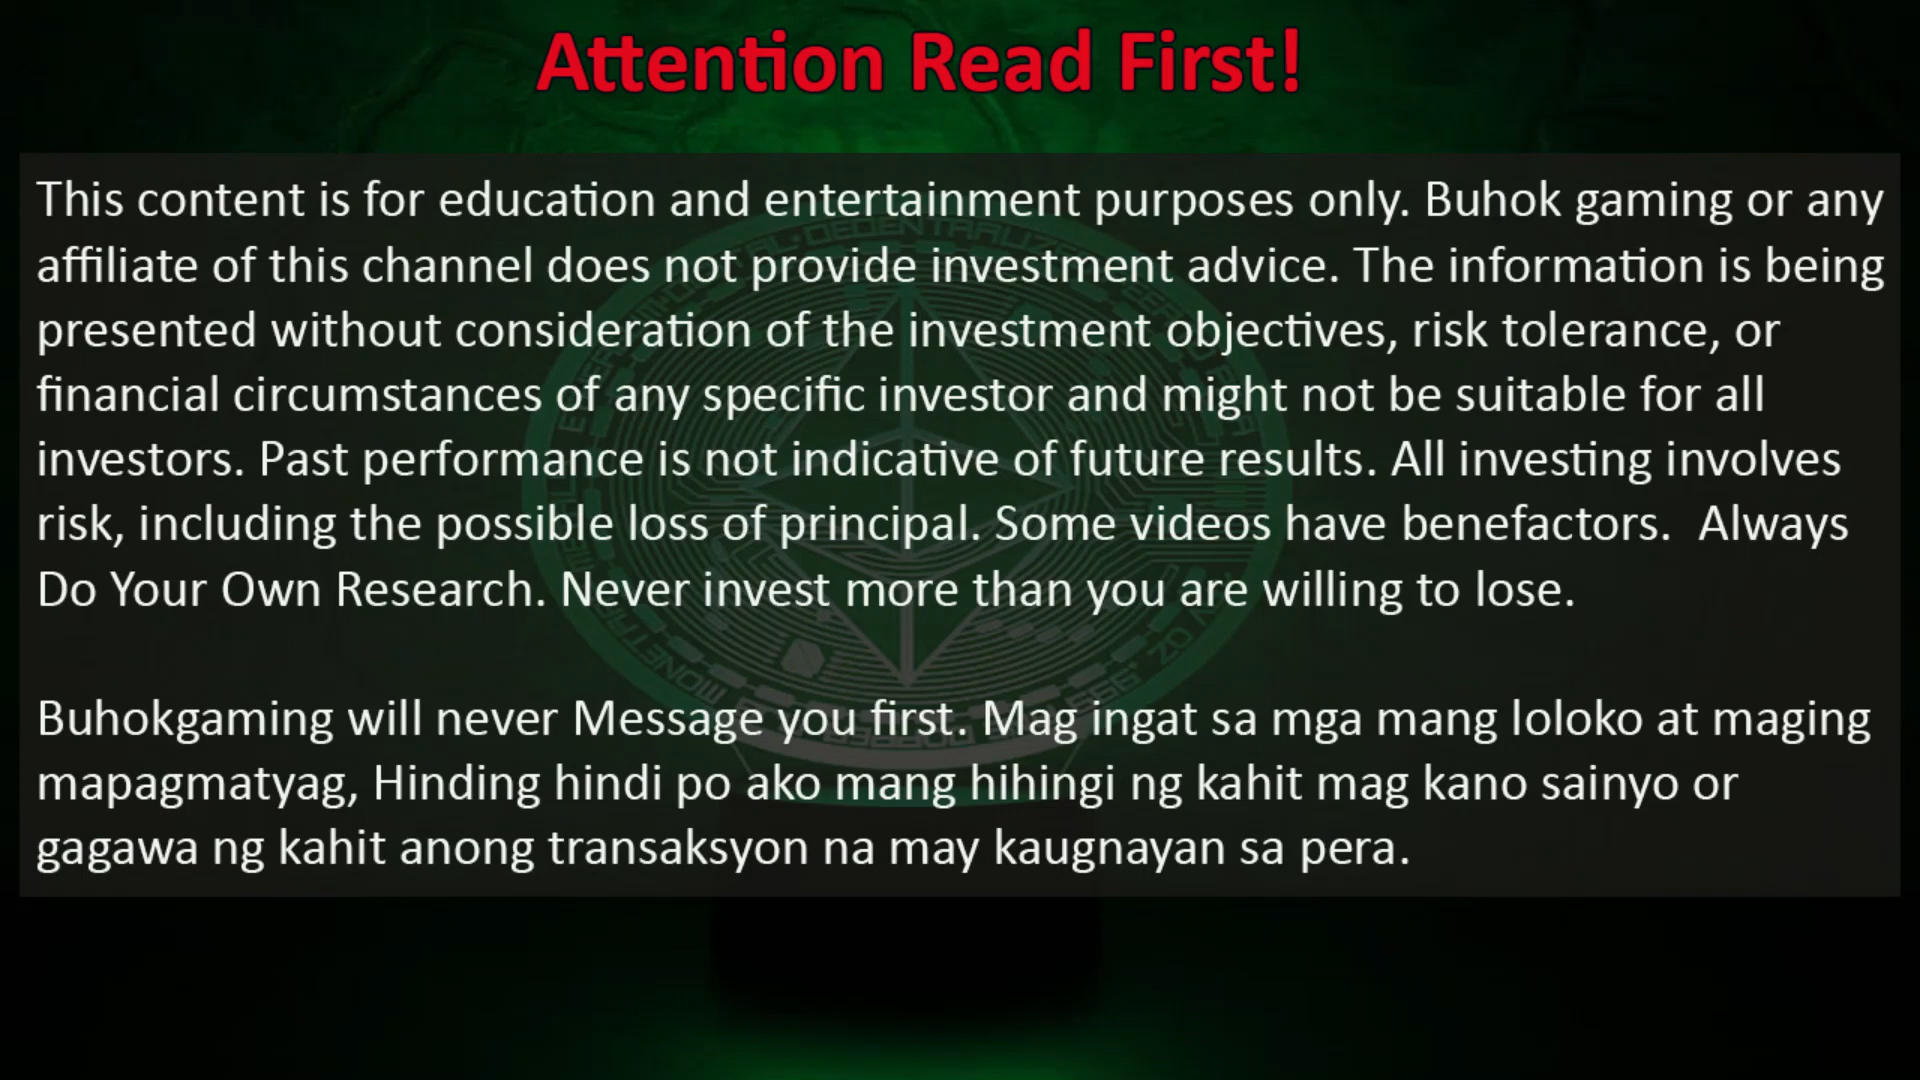 Attention Read First!
This content is for education and entertainment purposes only. Buhok gaming or any
affiliate of this channel does not provide investment advice. The information is being
presented without consideration of the investment objectives, risk tolerance, or
financial circumstances of any specific investor and might not be suitable for all
investors. Past performance is not indicative of future results. All investing involves
risk, including the possible loss of principal. Some videos have benefactors.  Always
Do Your Own Research. Never invest more than you are willing to lose.
Buhokgaming will never Message you first. Mag ingat sa mga mang loloko at maging
mapagmatyag, Hinding hindi po ako mang hihingi ng kahit mag kano sainyo or
gagawa ng kahit anong transaksyon na may kaugnayan sa pera.